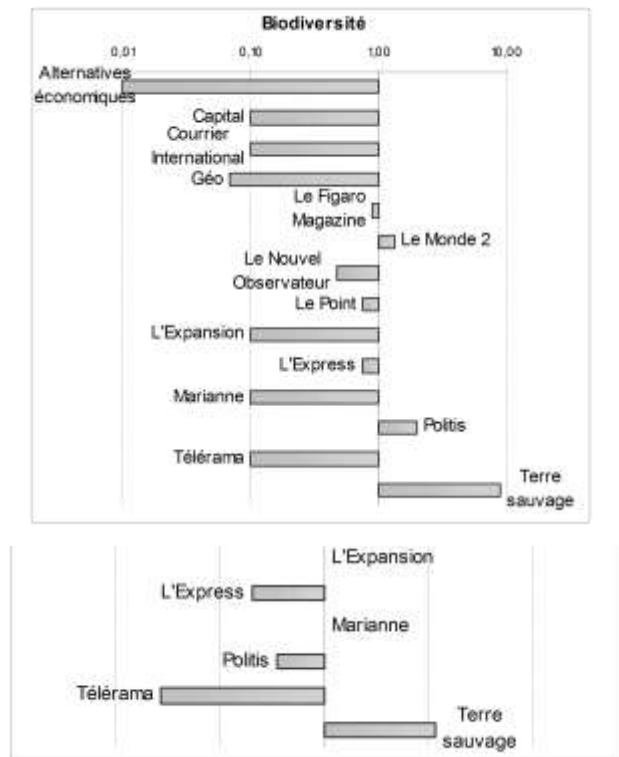 Biodiversité
0,01 0,10 1,00 10,00
Alternatives
économiques
Capital
Courrier
International
Géo
Le Figaro
Magazine
Le Monde 2
Le Nouvel
Observateur
Le Point
L'Expansion
L'Express
Marianne
Politis
Télérama
Terre
sauvage
L'Expansion
L'Express
Marianne
Politis
Télérama
Terre
sauvage